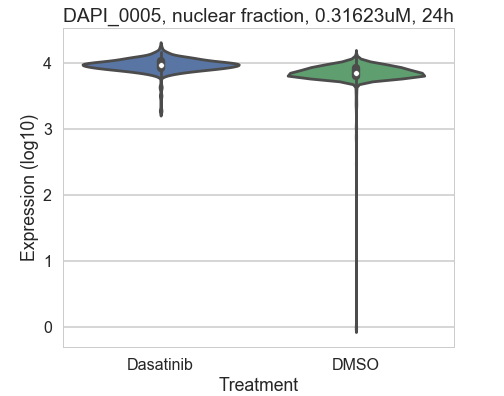 DAPI_0005, nuclear fraction, 0.31623uM, 24h
4
3
2
1
0
Expression (log10)
Dasatinib
DMSO
Treatment